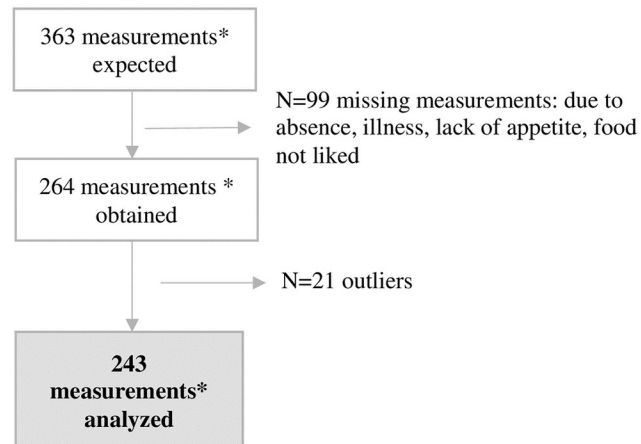 363 measurements*
expected
N=99 missing measurements: due to
absence, illness, lack of appetite, food
not liked
264 measurements *
obtained
N=21 outliers
243
measurements*
analyzed